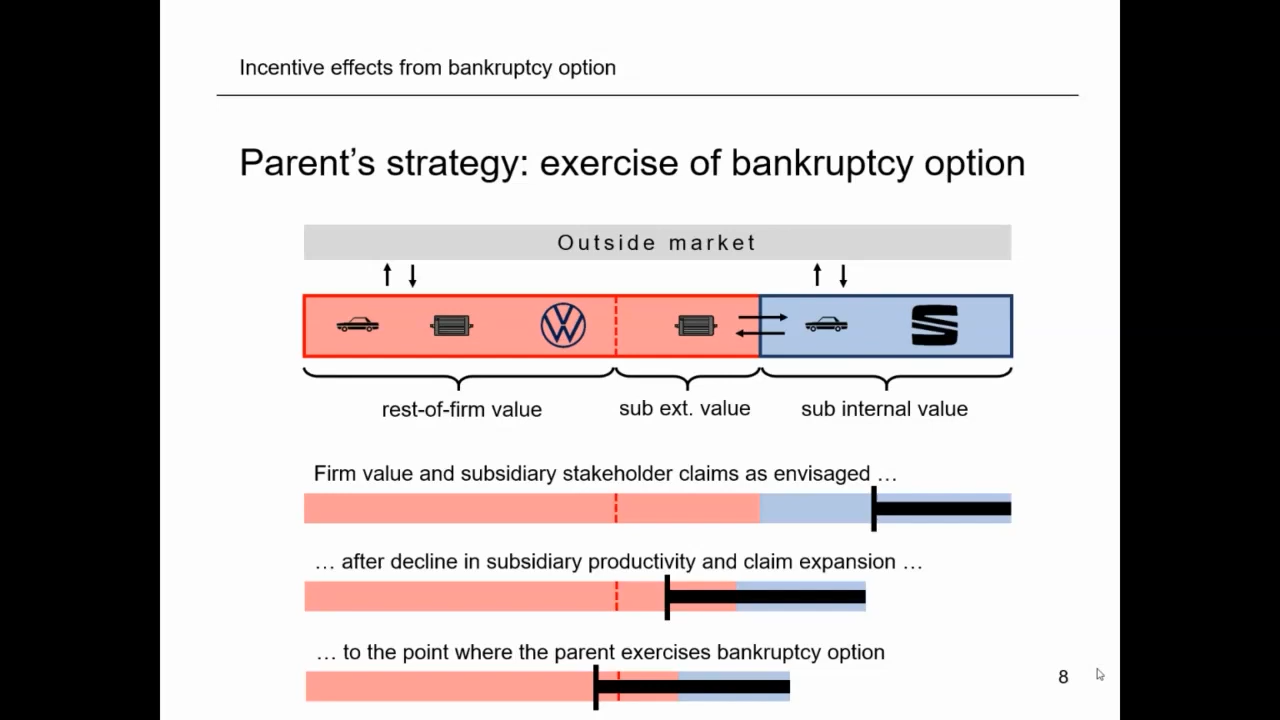 Incentive effects from bankruptcy option
Parent's strategy: exercise of bankruptcy option
Outside market
rest-of-firm value
sub ext. value
sub internal value
Firm value and subsidiary stakeholder claims as envisaged …
… after decline in subsidiary productivity and claim expansion …
… to the point where the parent exercises bankruptcy option
8